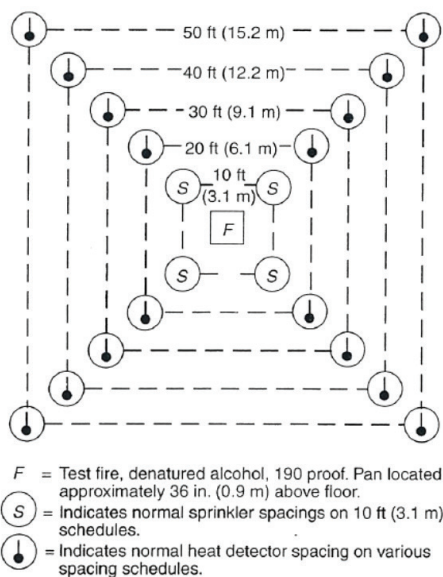 50 ft (15.2 m)
40 ft (12.2 m)
30 ft (9.1 m)
20 ft (6.1 m)
10 ft
S S
(3.1 m)
F
S S
F = Test fire, denatured alcohol, 190 proof. Pan located
approximately 36 in. (0.9 m) above floor.
S = Indicates normal sprinkler spacings on 10 ft (3.1 m)
schedules.
= Indicates normal heat detector spacing on various
spacing schedules.